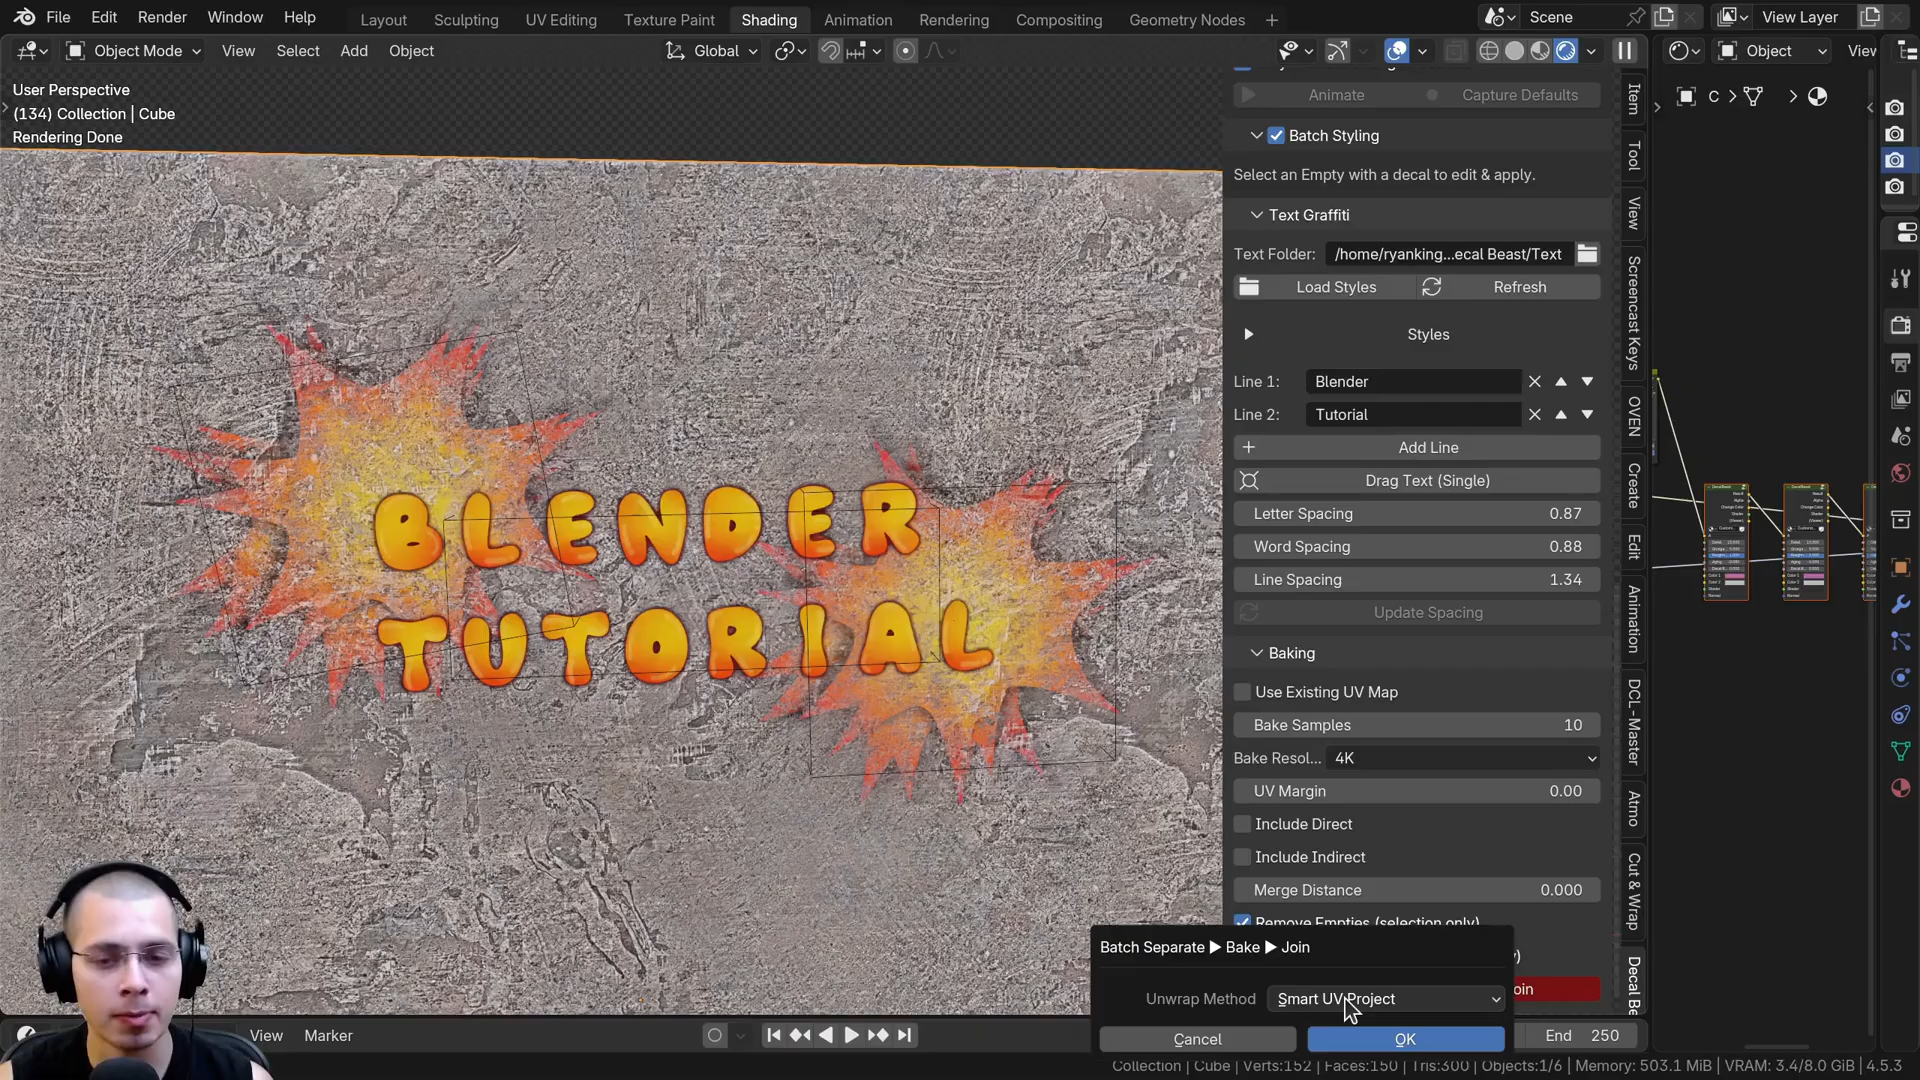 File Edit Render Window Help
Layout Sculpting UV Editing Texture Paint Shading Animation Rendering Compositing Geometry Nodes +
Scene
View Layer
Object Mode View Select Add Object
Global
Object
User Perspective
(134) Collection | Cube
Rendering Done
BLENDER
TUTORIAL
Animate
Capture Defaults
Batch Styling
Select an Empty with a decal to edit & apply.
Text Graffiti
Text Folder: /home/ryanking...ecal Beast/Text
Load Styles
Refresh
Styles
Line 1: Blender
Line 2: Tutorial
Add Line
Drag Text (Single)
Letter Spacing 0.87
Word Spacing 0.88
Line Spacing 1.34
Update Spacing
Baking
Use Existing UV Map
Bake Samples 10
Bake Resol... 4K
UV Margin 0.00
Include Direct
Include Indirect
Merge Distance 0.000
Remove Empties (selection only)
Batch Separate ▶ Bake ▶ Join
Unwrap Method Smart UV Project
Cancel
OK
Item
Tool
View
Screencast Keys
OVEN
Create
Edit
Animation
DCL-Master
Atmo
Cut & Wrap
Decal Be
C
View Marker
End 250
Collection | Cube | Verts:152 | Faces:150 | Tris:300 | Objects:1/6 | Memory: 503.1 MiB | VRAM: 3.4/8.0 GiB | 4.5.3